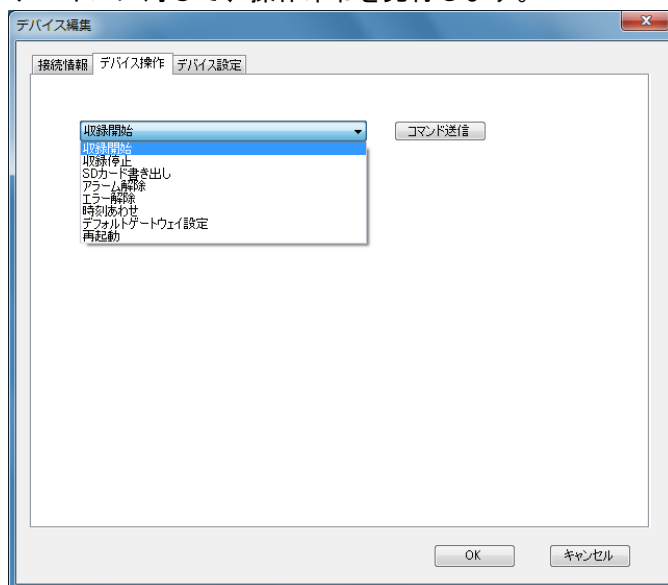 デバイス編集
接続情報 デバイス操作 デバイス設定
収録開始 コマンド送信
収録開始
収録停止
SDカード書き出し
アラーム解除
エラー解除
時刻あわせ
デフォルトゲートウェイ設定
再起動
OK キャンセル